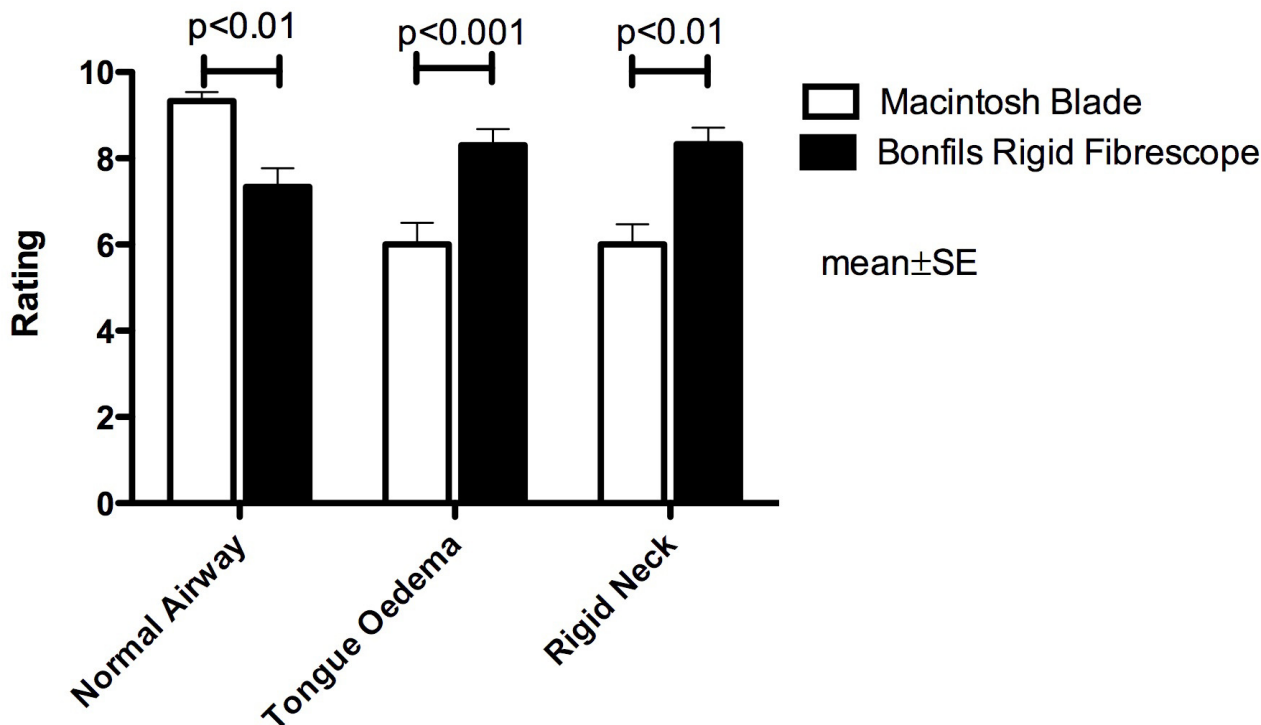 p<0.01
p<0.001
p<0.01
10
8
6
4
2
0
Rating
Normal Airway
Tongue Oedema
Rigid Neck
Macintosh Blade
Bonfils Rigid Fibrescope
mean±SE